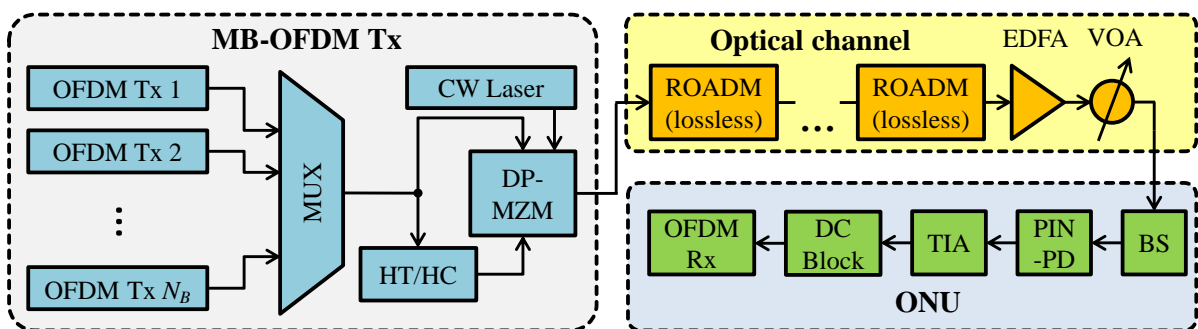 MB-OFDM Tx
OFDM Tx 1
OFDM Tx 2
⋮
OFDM Tx N_B
MUX
CW Laser
DP-
MZM
HT/HC
Optical channel
EDFA
VOA
ROADM
(lossless)
...
ROADM
(lossless)
OFDM
Rx
DC
Block
TIA
PIN
-PD
BS
ONU